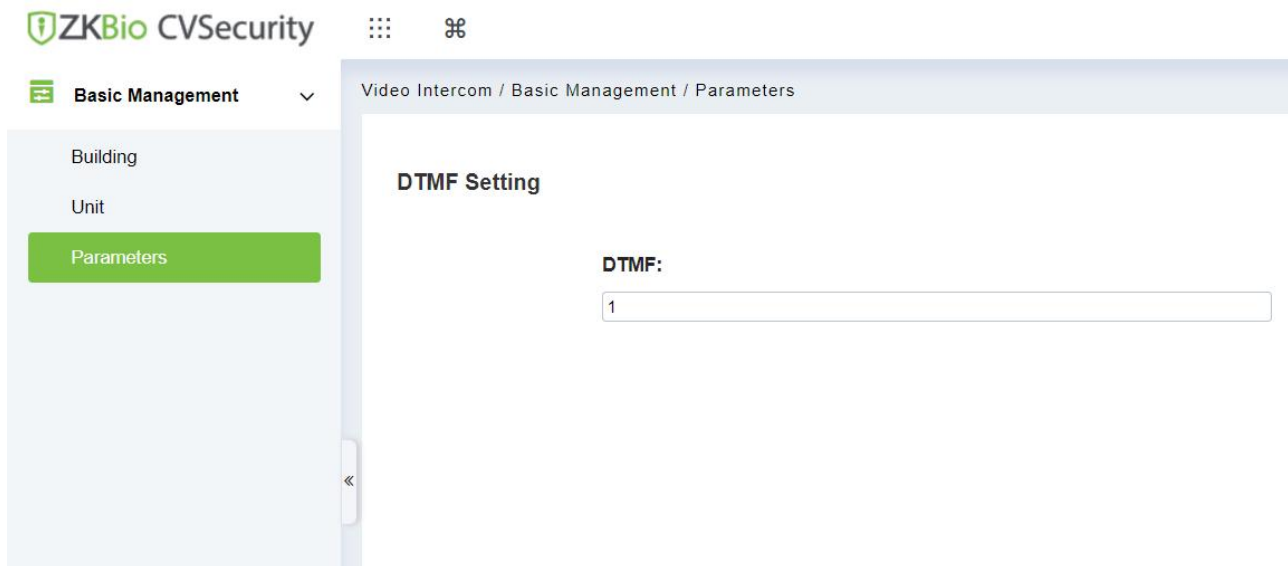 ZKBio CVSecurity
Basic Management
Building
Unit
Parameters
Video Intercom / Basic Management / Parameters
DTMF Setting
DTMF:
1